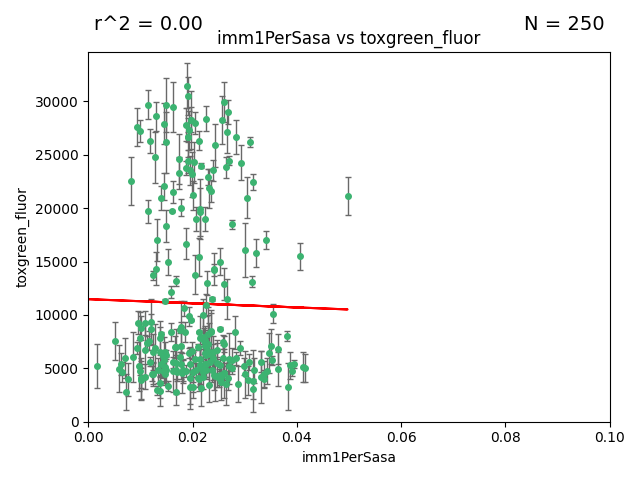 r^2 = 0.00
N = 250
imm1PerSasa vs toxgreen_fluor
toxgreen_fluor
30000
25000
20000
15000
10000
5000
0
0.00 0.02 0.04 0.06 0.08 0.10
imm1PerSasa